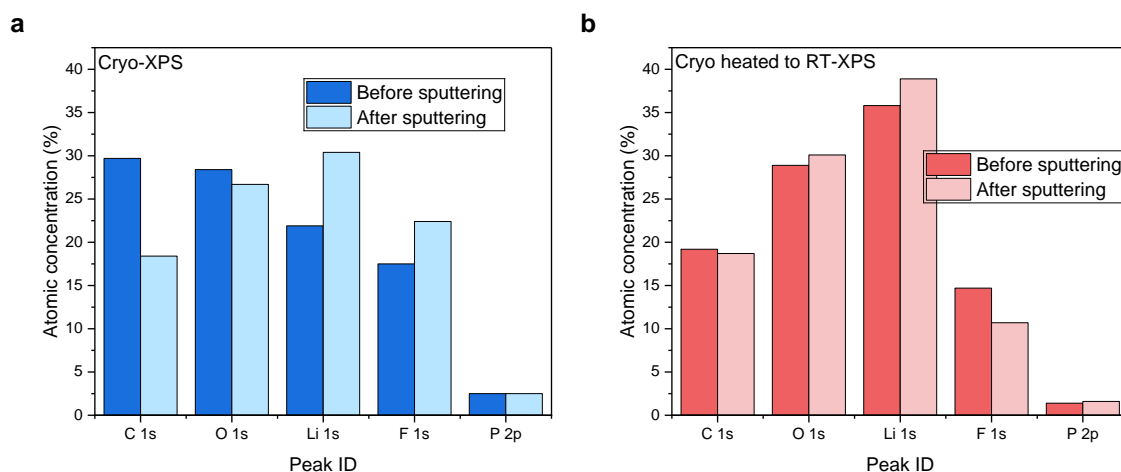 a
Cryo-XPS
Before sputtering
After sputtering
Atomic concentration (%)
40
35
30
25
20
15
10
5
0
C 1s
O 1s
Li 1s
F 1s
P 2p
Peak ID
b
Cryo heated to RT-XPS
Before sputtering
After sputtering
Atomic concentration (%)
40
35
30
25
20
15
10
5
0
C 1s
O 1s
Li 1s
F 1s
P 2p
Peak ID